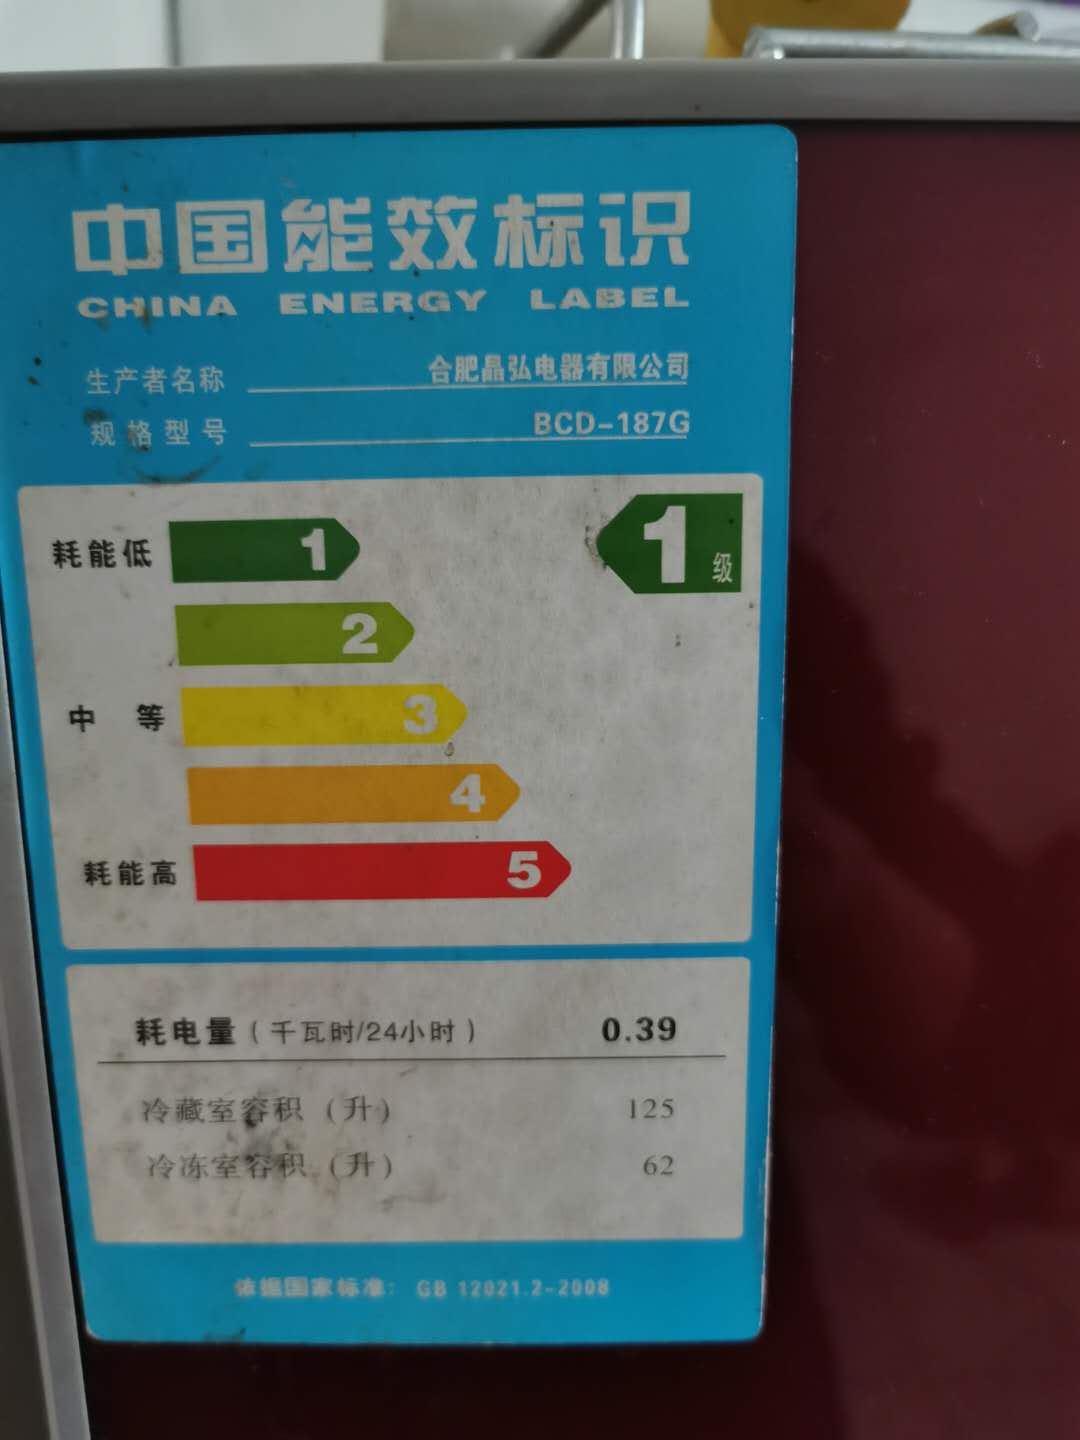 中国能效标识
CHINA ENERGY LABEL
生产者名称 合肥晶弘电器有限公司
规格型号 BCD-187G
耗能低 1 1级
2
中等 3
4
耗能高 5
耗电量(千瓦时/24小时) 0.39
冷藏室容积(升) 125
冷冻室容积(升) 62
依据国家标准: GB 12021.2-2008